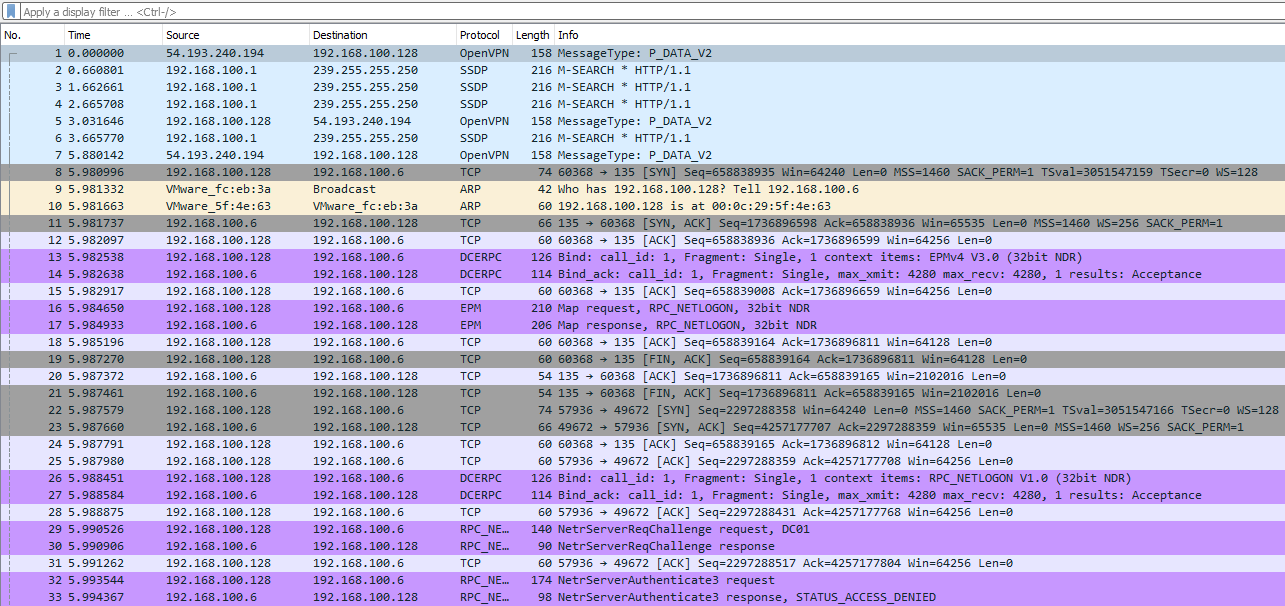 Apply a display filter ... <Ctrl-/>
No. Time Source Destination Protocol Length Info
1 0.000000 54.193.240.194 192.168.100.128 OpenVPN 158 MessageType: P_DATA_V2
2 0.660801 192.168.100.1 239.255.255.250 SSDP 216 M-SEARCH * HTTP/1.1
3 1.662661 192.168.100.1 239.255.255.250 SSDP 216 M-SEARCH * HTTP/1.1
4 2.665708 192.168.100.1 239.255.255.250 SSDP 216 M-SEARCH * HTTP/1.1
5 3.031646 192.168.100.128 54.193.240.194 OpenVPN 158 MessageType: P_DATA_V2
6 3.665770 192.168.100.1 239.255.255.250 SSDP 216 M-SEARCH * HTTP/1.1
7 5.880142 54.193.240.194 192.168.100.128 OpenVPN 158 MessageType: P_DATA_V2
8 5.980996 192.168.100.128 192.168.100.6 TCP 74 60368 → 135 [SYN] Seq=658838935 Win=64240 Len=0 MSS=1460 SACK_PERM=1 TSval=3051547159 TSecr=0 WS=128
9 5.981332 VMware_fc:eb:3a Broadcast ARP 42 Who has 192.168.100.128? Tell 192.168.100.6
10 5.981663 VMware_5f:4e:63 VMware_fc:eb:3a ARP 60 192.168.100.128 is at 00:0c:29:5f:4e:63
11 5.981737 192.168.100.6 192.168.100.128 TCP 66 135 → 60368 [SYN, ACK] Seq=1736896598 Ack=658838936 Win=65535 Len=0 MSS=1460 WS=256 SACK_PERM=1
12 5.982097 192.168.100.128 192.168.100.6 TCP 60 60368 → 135 [ACK] Seq=658838936 Ack=1736896599 Win=64256 Len=0
13 5.982538 192.168.100.128 192.168.100.6 DCERPC 126 Bind: call_id: 1, Fragment: Single, 1 context items: EPMv4 V3.0 (32bit NDR)
14 5.982638 192.168.100.6 192.168.100.128 DCERPC 114 Bind_ack: call_id: 1, Fragment: Single, max_xmit: 4280 max_recv: 4280, 1 results: Acceptance
15 5.982917 192.168.100.128 192.168.100.6 TCP 60 60368 → 135 [ACK] Seq=658839008 Ack=1736896659 Win=64256 Len=0
16 5.984650 192.168.100.128 192.168.100.6 EPM 210 Map request, RPC_NETLOGON, 32bit NDR
17 5.984933 192.168.100.6 192.168.100.128 EPM 206 Map response, RPC_NETLOGON, 32bit NDR
18 5.985196 192.168.100.128 192.168.100.6 TCP 60 60368 → 135 [ACK] Seq=658839164 Ack=1736896811 Win=64128 Len=0
19 5.987270 192.168.100.128 192.168.100.6 TCP 60 60368 → 135 [FIN, ACK] Seq=658839164 Ack=1736896811 Win=64128 Len=0
20 5.987372 192.168.100.6 192.168.100.128 TCP 54 135 → 60368 [ACK] Seq=1736896811 Ack=658839165 Win=2102016 Len=0
21 5.987461 192.168.100.6 192.168.100.128 TCP 54 135 → 60368 [FIN, ACK] Seq=1736896811 Ack=658839165 Win=2102016 Len=0
22 5.987579 192.168.100.128 192.168.100.6 TCP 74 57936 → 49672 [SYN] Seq=2297288358 Win=64240 Len=0 MSS=1460 SACK_PERM=1 TSval=3051547166 TSecr=0 WS=128
23 5.987660 192.168.100.6 192.168.100.128 TCP 66 49672 → 57936 [SYN, ACK] Seq=4257177707 Ack=2297288359 Win=65535 Len=0 MSS=1460 WS=256 SACK_PERM=1
24 5.987791 192.168.100.128 192.168.100.6 TCP 60 60368 → 135 [ACK] Seq=658839165 Ack=1736896812 Win=64128 Len=0
25 5.987980 192.168.100.128 192.168.100.6 TCP 60 57936 → 49672 [ACK] Seq=2297288359 Ack=4257177708 Win=64256 Len=0
26 5.988451 192.168.100.128 192.168.100.6 DCERPC 126 Bind: call_id: 1, Fragment: Single, 1 context items: RPC_NETLOGON V1.0 (32bit NDR)
27 5.988584 192.168.100.6 192.168.100.128 DCERPC 114 Bind_ack: call_id: 1, Fragment: Single, max_xmit: 4280 max_recv: 4280, 1 results: Acceptance
28 5.988875 192.168.100.128 192.168.100.6 TCP 60 57936 → 49672 [ACK] Seq=2297288431 Ack=4257177768 Win=64256 Len=0
29 5.990526 192.168.100.128 192.168.100.6 RPC_NE… 140 NetrServerReqChallenge request, DC01
30 5.990906 192.168.100.6 192.168.100.128 RPC_NE… 90 NetrServerReqChallenge response
31 5.991262 192.168.100.128 192.168.100.6 TCP 60 57936 → 49672 [ACK] Seq=2297288517 Ack=4257177804 Win=64256 Len=0
32 5.993544 192.168.100.128 192.168.100.6 RPC_NE… 174 NetrServerAuthenticate3 request
33 5.994367 192.168.100.6 192.168.100.128 RPC_NE… 98 NetrServerAuthenticate3 response, STATUS_ACCESS_DENIED